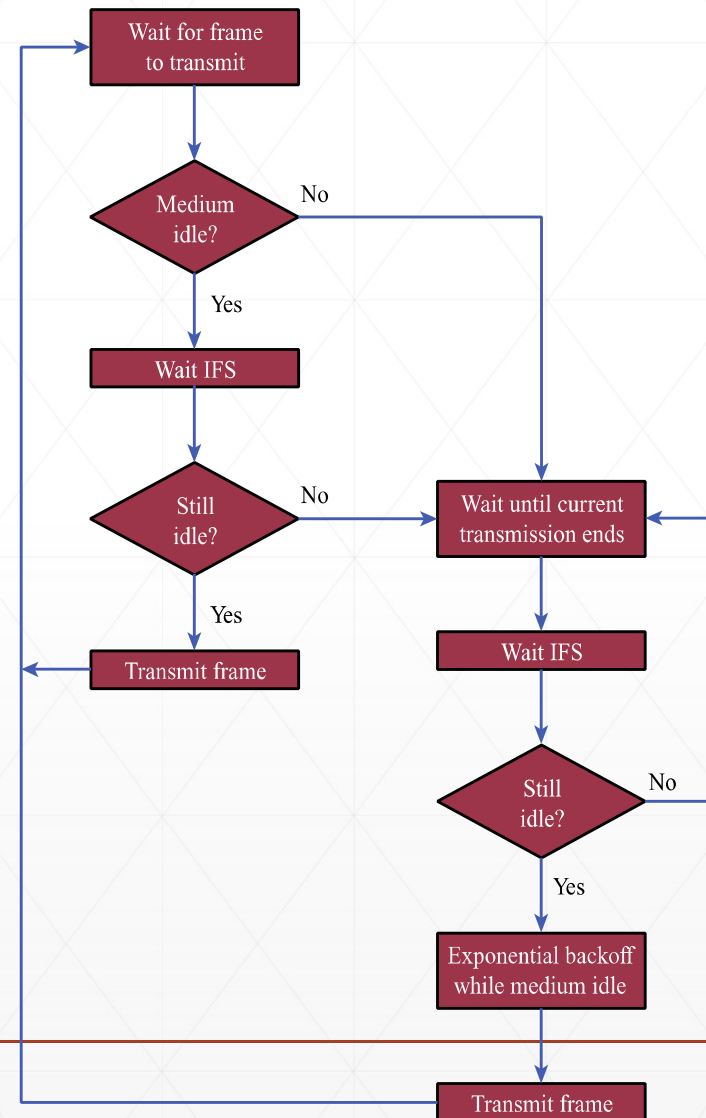 Wait for frame
to transmit
Medium
idle?
No
Yes
Wait IFS
Still
idle?
No
Yes
Transmit frame
Wait until current
transmission ends
Wait IFS
Still
idle?
No
Yes
Exponential backoff
while medium idle
Transmit frame